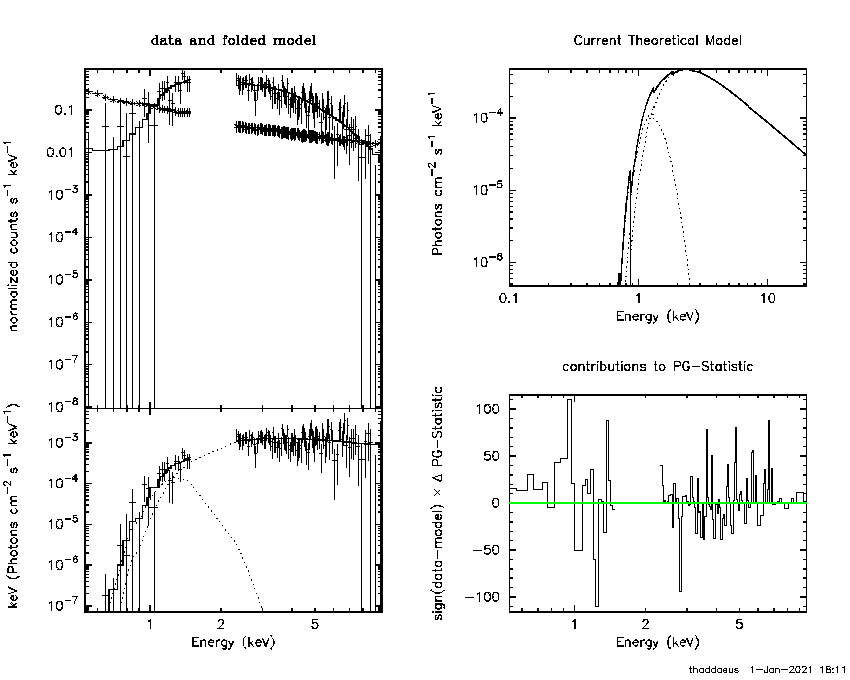 data and folded model
normalized counts s−1 keV−1
0.1
0.01
10−3
10−4
10−5
10−6
10−7
10−8
keV (Photons cm−2 s−1 keV−1)
10−3
10−4
10−5
10−6
10−7
1
2
5
Energy (keV)
Current Theoretical Model
Photons cm−2 s−1 keV−1
10−4
10−5
10−6
0.1
1
10
Energy (keV)
contributions to PG−Statistic
sign(data−model) × Δ PG−Statistic
100
50
0
−50
−100
1
2
5
Energy (keV)
thaddaeus 1−Jan−2021 18:11